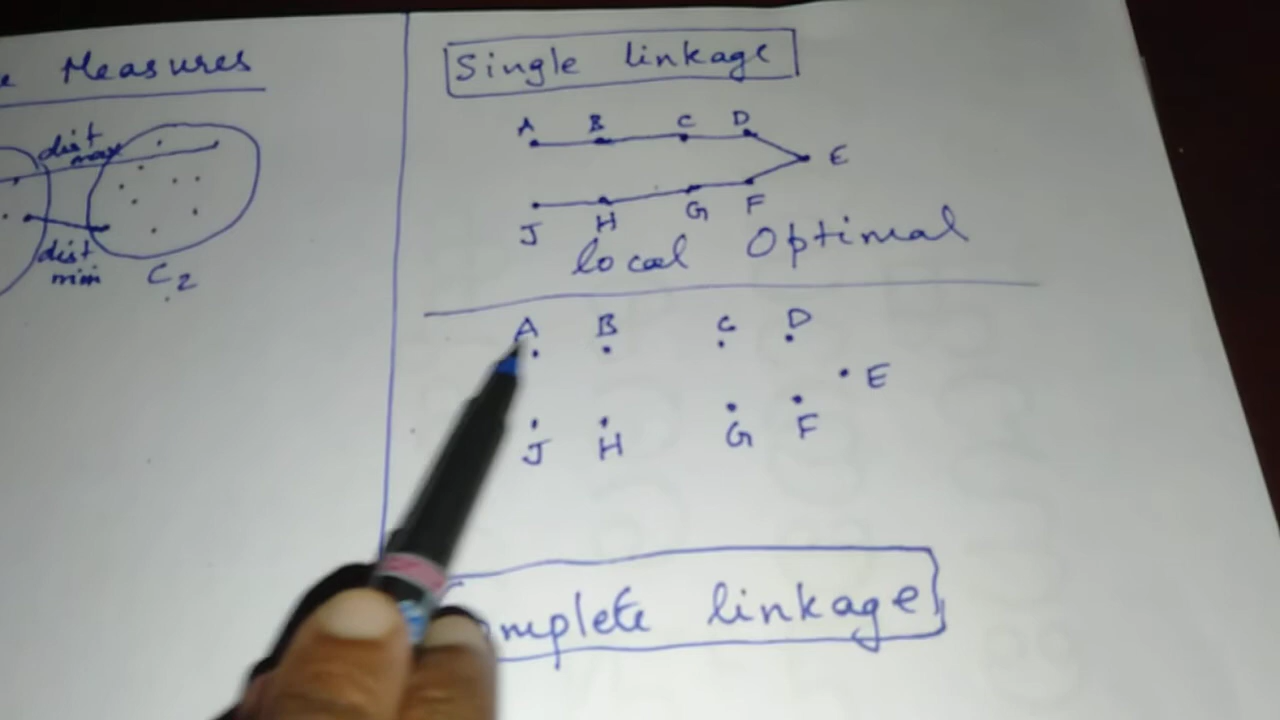 Measures
dist
max
dist
min
C2
Single linkage
A B C D
E
J H G F
local Optimal
A B C D
E
J H G F
mplete linkage